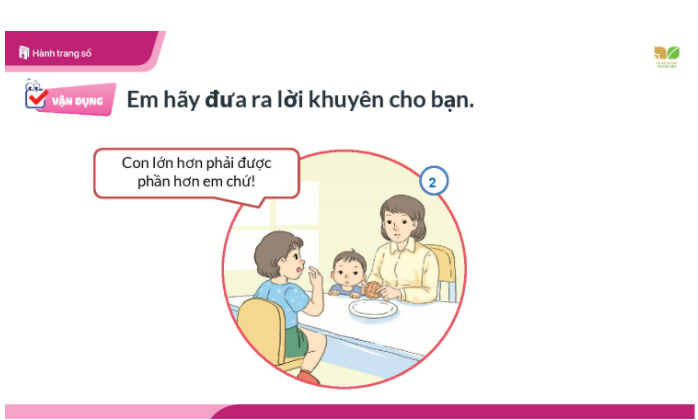 Hành trang số
VẬN DỤNG
Em hãy đưa ra lời khuyên cho bạn.
Con lớn hơn phải được
phần hơn em chứ!
2